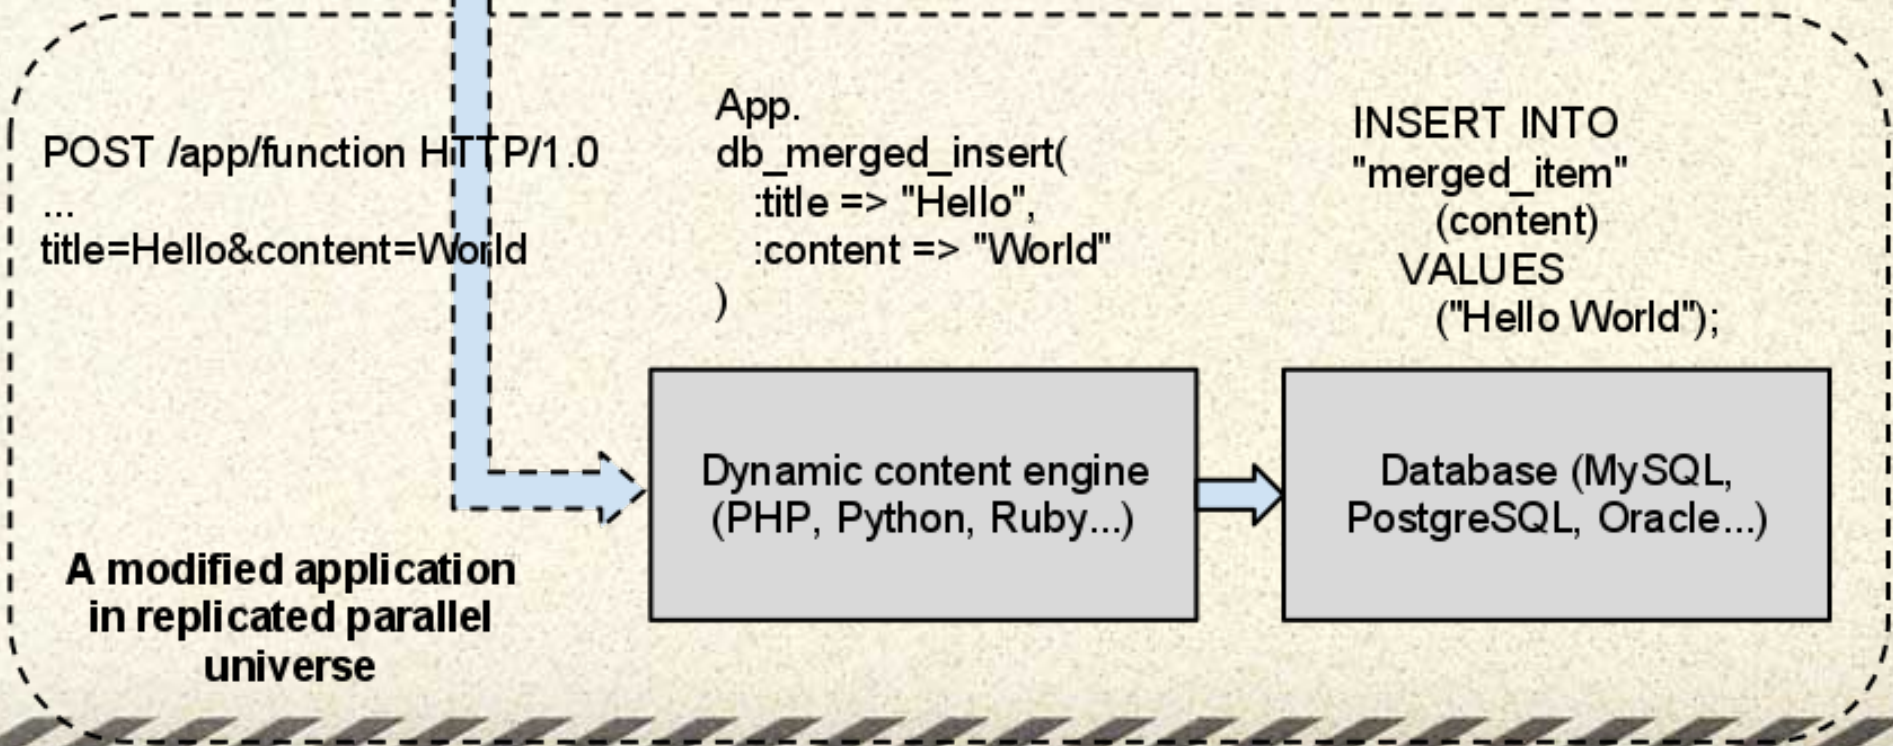 POST /app/function HTTP/1.0
...
title=Hello&content=World
App.
db_merged_insert(
:title => "Hello",
:content => "World"
)
INSERT INTO
"merged_item"
(content)
VALUES
("Hello World");
Dynamic content engine
(PHP, Python, Ruby...)
Database (MySQL,
PostgreSQL, Oracle...)
A modified application
in replicated parallel
universe